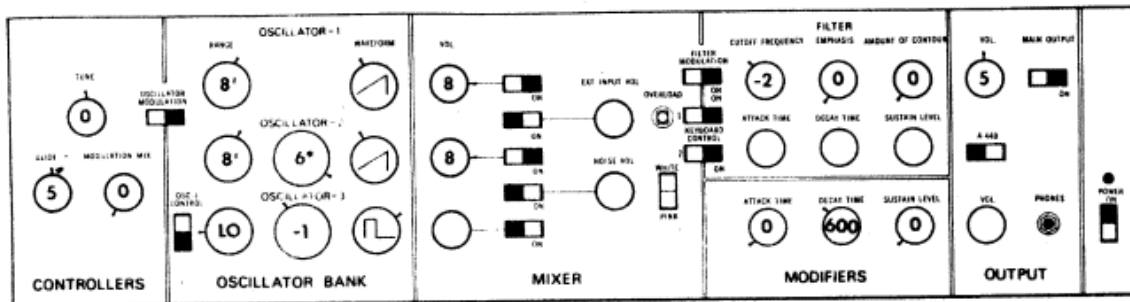 TUNE
0
GLIDE
MODULATION MIX
5
0
CONTROLLERS
OSCILLATOR
MODULATION
OSC-3
CONTROL
OSCILLATOR-1
RANGE
WAVEFORM
8'
OSCILLATOR-2
8'
6*
OSCILLATOR-3
LO
-1
OSCILLATOR BANK
VOL.
8
ON
EXT INPUT VOL
OVERLOAD
ON
8
ON
NOISE VOL
WHITE
ON
PINK
ON
MIXER
FILTER
MODULATION
ON
ON
1
KEYBOARD
CONTROL
2
ON
FILTER
CUTOFF FREQUENCY
EMPHASIS
AMOUNT OF CONTOUR
-2
0
0
ATTACK TIME
DECAY TIME
SUSTAIN LEVEL
ATTACK TIME
DECAY TIME
SUSTAIN LEVEL
0
600
0
MODIFIERS
VOL.
MAIN OUTPUT
5
ON
A-440
VOL.
PHONES
OUTPUT
POWER
ON